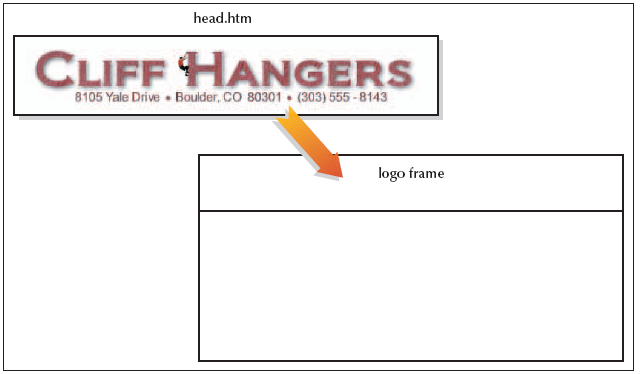 head.htm
CLIFF HANGERS
8105 Yale Drive • Boulder, CO 80301 • (303) 555 - 8143
logo frame